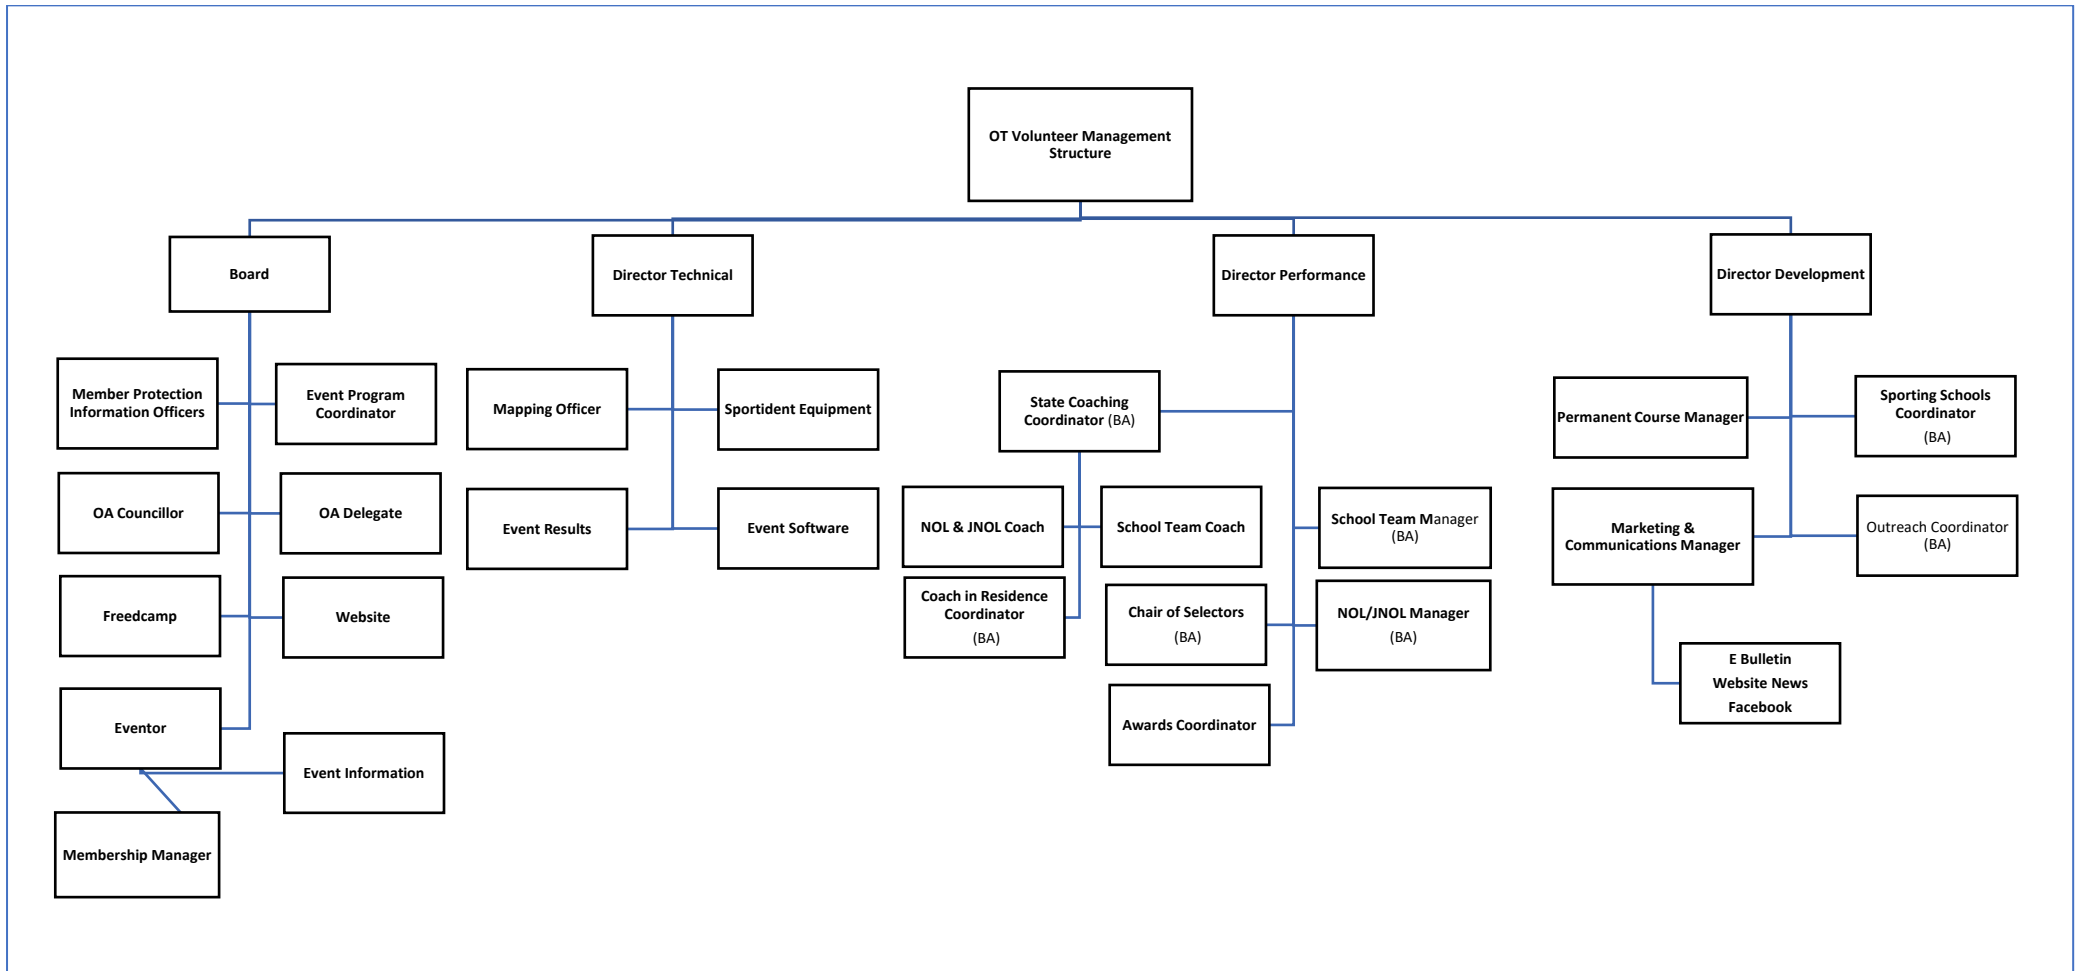 OT Volunteer Management
Structure
Board
Director Technical
Director Performance
Director Development
Member Protection
Information Officers
Event Program
Coordinator
OA Councillor
OA Delegate
Freedcamp
Website
Eventor
Event Information
Membership Manager
Mapping Officer
Sportident Equipment
Event Results
Event Software
State Coaching
Coordinator (BA)
NOL & JNOL Coach
School Team Coach
Coach in Residence
Coordinator
(BA)
School Team Manager
(BA)
Chair of Selectors
(BA)
NOL/JNOL Manager
(BA)
Awards Coordinator
Permanent Course Manager
Sporting Schools
Coordinator
(BA)
Marketing &
Communications Manager
Outreach Coordinator
(BA)
E Bulletin
Website News
Facebook